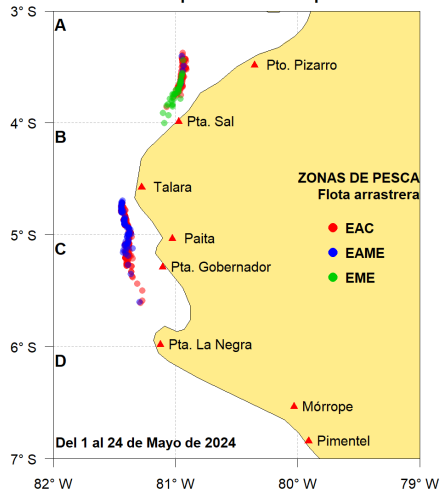 3° S
A
Pto. Pizarro
4° S
Pta. Sal
B
ZONAS DE PESCA
Talara
Flota arrastrera
EAC
5° S
Paita
C
EAME
Pta. Gobernador
EME
6° S
Pta. La Negra
D
Mórrope
Del 1 al 24 de Mayo de 2024
Pimentel
7° S
82° W
81° W
80° W
79° W